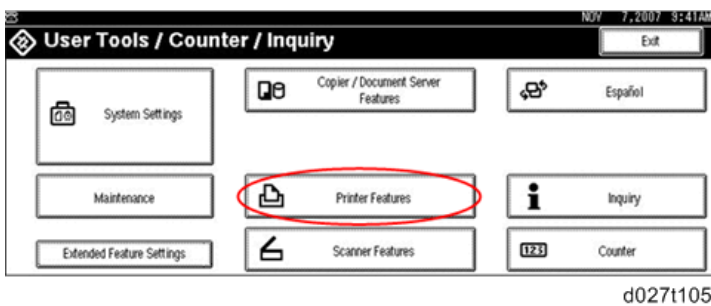 NOV 7,2007 9:41AM
User Tools / Counter / Inquiry
Exit
System Settings
Copier / Document Server
Features
Español
Maintenance
Printer Features
Inquiry
Extended Feature Settings
Scanner Features
123
Counter
d027t105